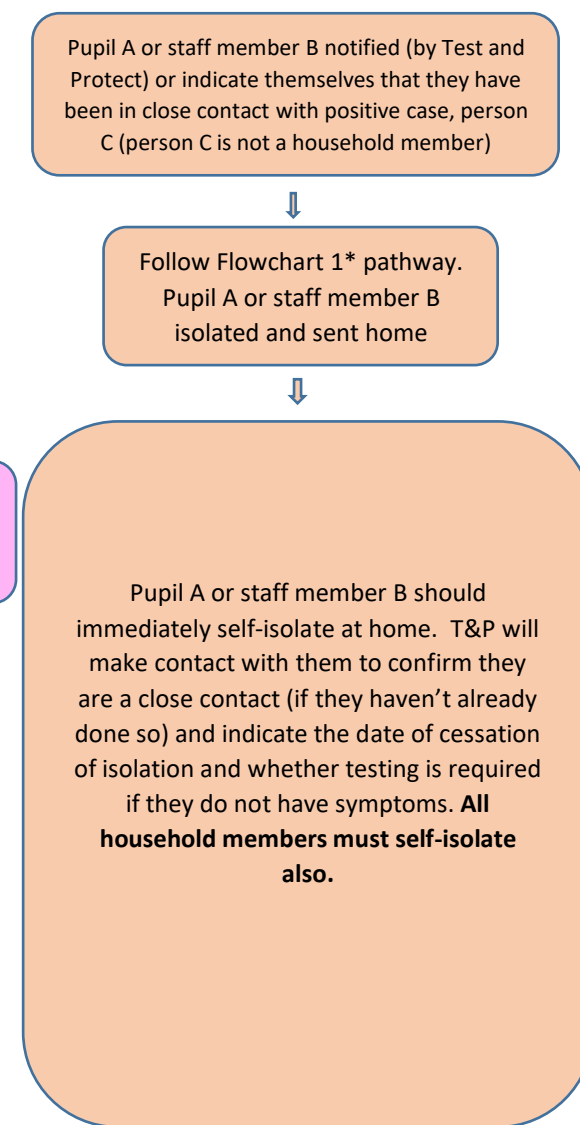 Pupil A or staff member B notified (by Test and
Protect) or indicate themselves that they have
been in close contact with positive case, person
C (person C is not a household member)
Follow Flowchart 1* pathway.
Pupil A or staff member B
isolated and sent home
Pupil A or staff member B should
immediately self-isolate at home.  T&P will
make contact with them to confirm they
are a close contact (if they haven’t already
done so) and indicate the date of cessation
of isolation and whether testing is required
if they do not have symptoms. All
household members must self-isolate
also.